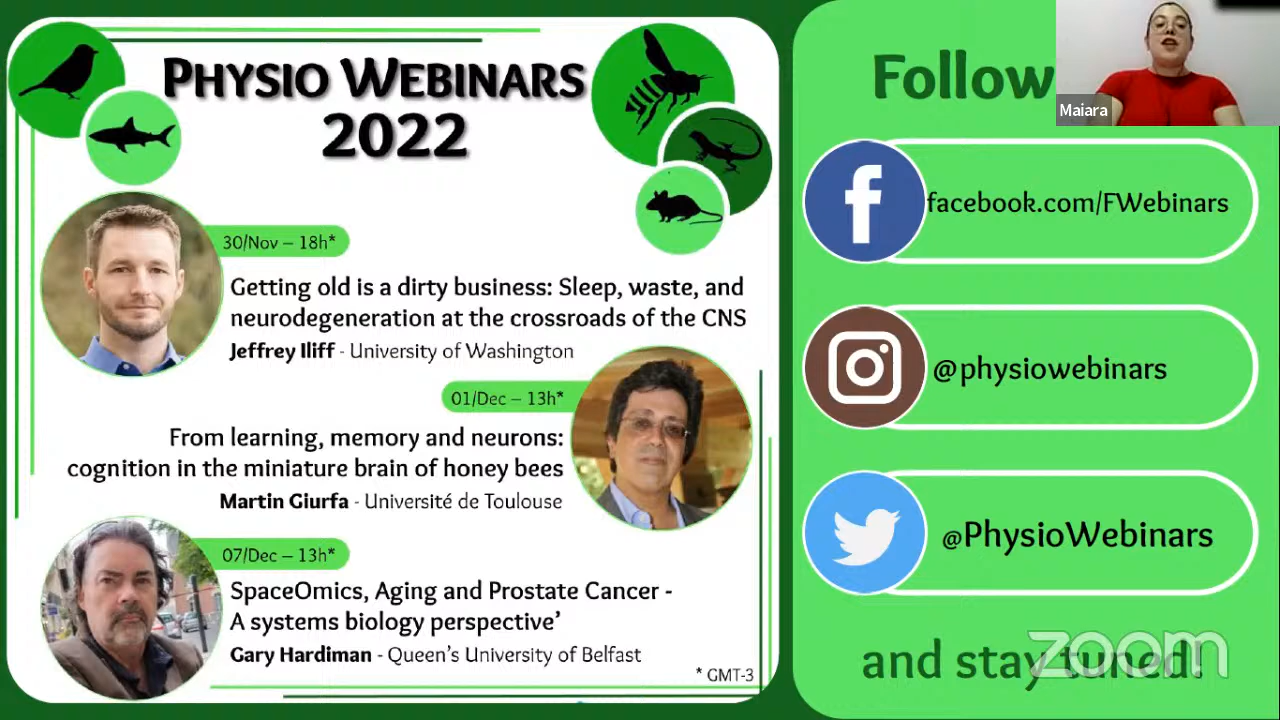 Physio Webinars
2022
30/Nov – 18h*
Getting old is a dirty business: Sleep, waste, and
neurodegeneration at the crossroads of the CNS
Jeffrey Iliff - University of Washington
01/Dec – 13h*
From learning, memory and neurons:
cognition in the miniature brain of honey bees
Martin Giurfa - Université de Toulouse
07/Dec – 13h*
SpaceOmics, Aging and Prostate Cancer -
A systems biology perspective’
Gary Hardiman - Queen’s University of Belfast
* GMT-3
Follow
Maiara
facebook.com/FWebinars
@physiowebinars
@PhysioWebinars
and stay tuned!
zoom